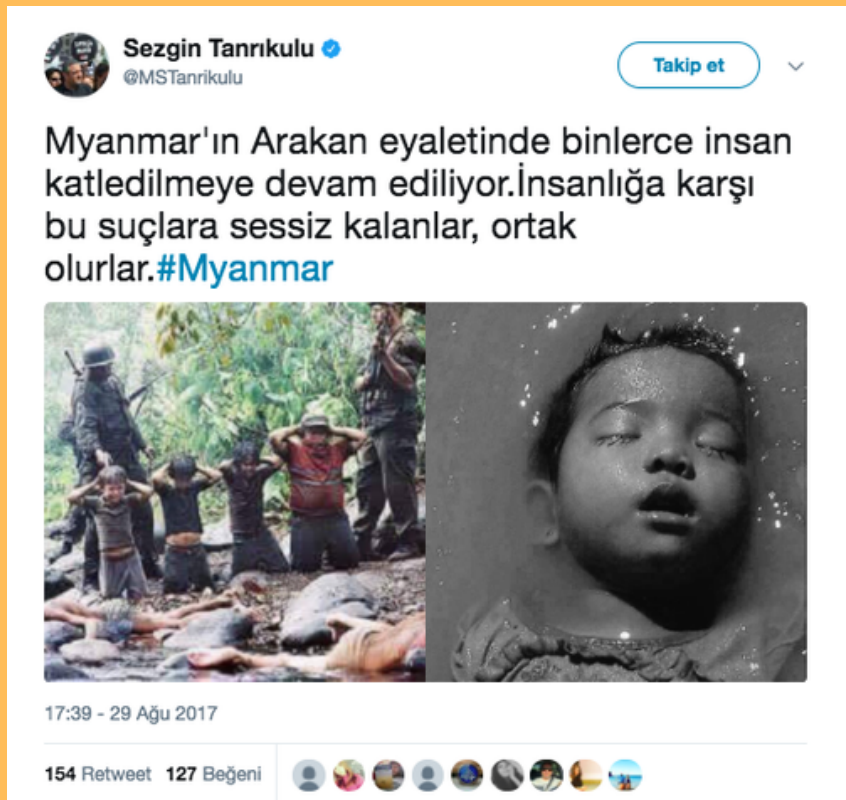 Sezgin Tanrıkulu
@MSTanrikulu
Takip et
Myanmar'ın Arakan eyaletinde binlerce insan
katledilmeye devam ediliyor.İnsanlığa karşı
bu suçlara sessiz kalanlar, ortak
olurlar.#Myanmar
17:39 - 29 Ağu 2017
154 Retweet 127 Beğeni